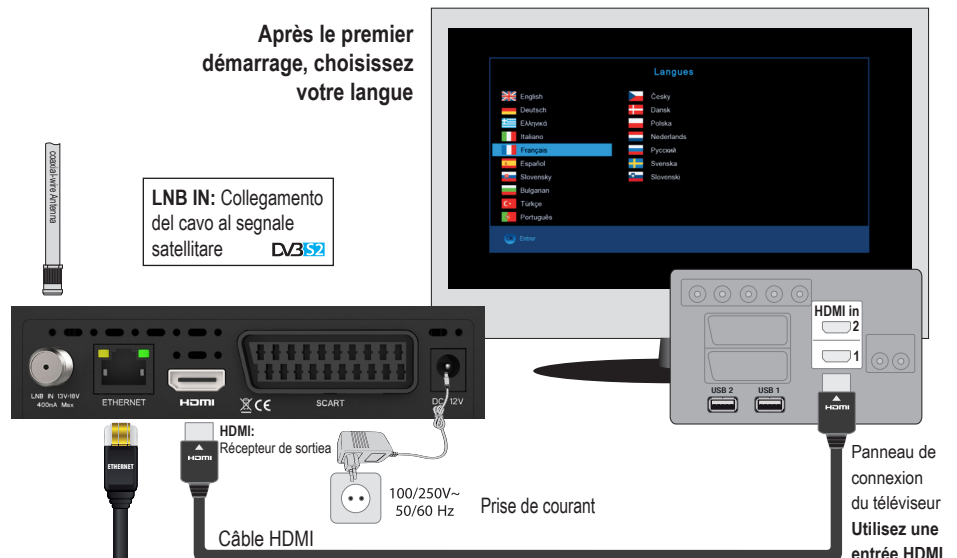 Après le premier
démarrage, choisissez
votre langue
Langues
English
Deutsch
Ελληνικά
Italiano
Français
Español
Slovensky
Bulgarian
Türkçe
Português
Česky
Dansk
Polska
Nederlands
Русский
Svenska
Slovenski
Entrer
coaxial-wire Antenna
LNB IN: Collegamento
del cavo al segnale
satellitare
DVB S2
HDMI in
2
1
USB 2
USB 1
LNB IN 13V-18V
400mA Max
ETHERNET
HDMI
CE
SCART
DC 12V
ETHERNET
HDMI
HDMI:
Récepteur de sortiea
100/250V~
50/60 Hz
Prise de courant
Câble HDMI
HDMI
Panneau de
connexion
du téléviseur
Utilisez une
entrée HDMI